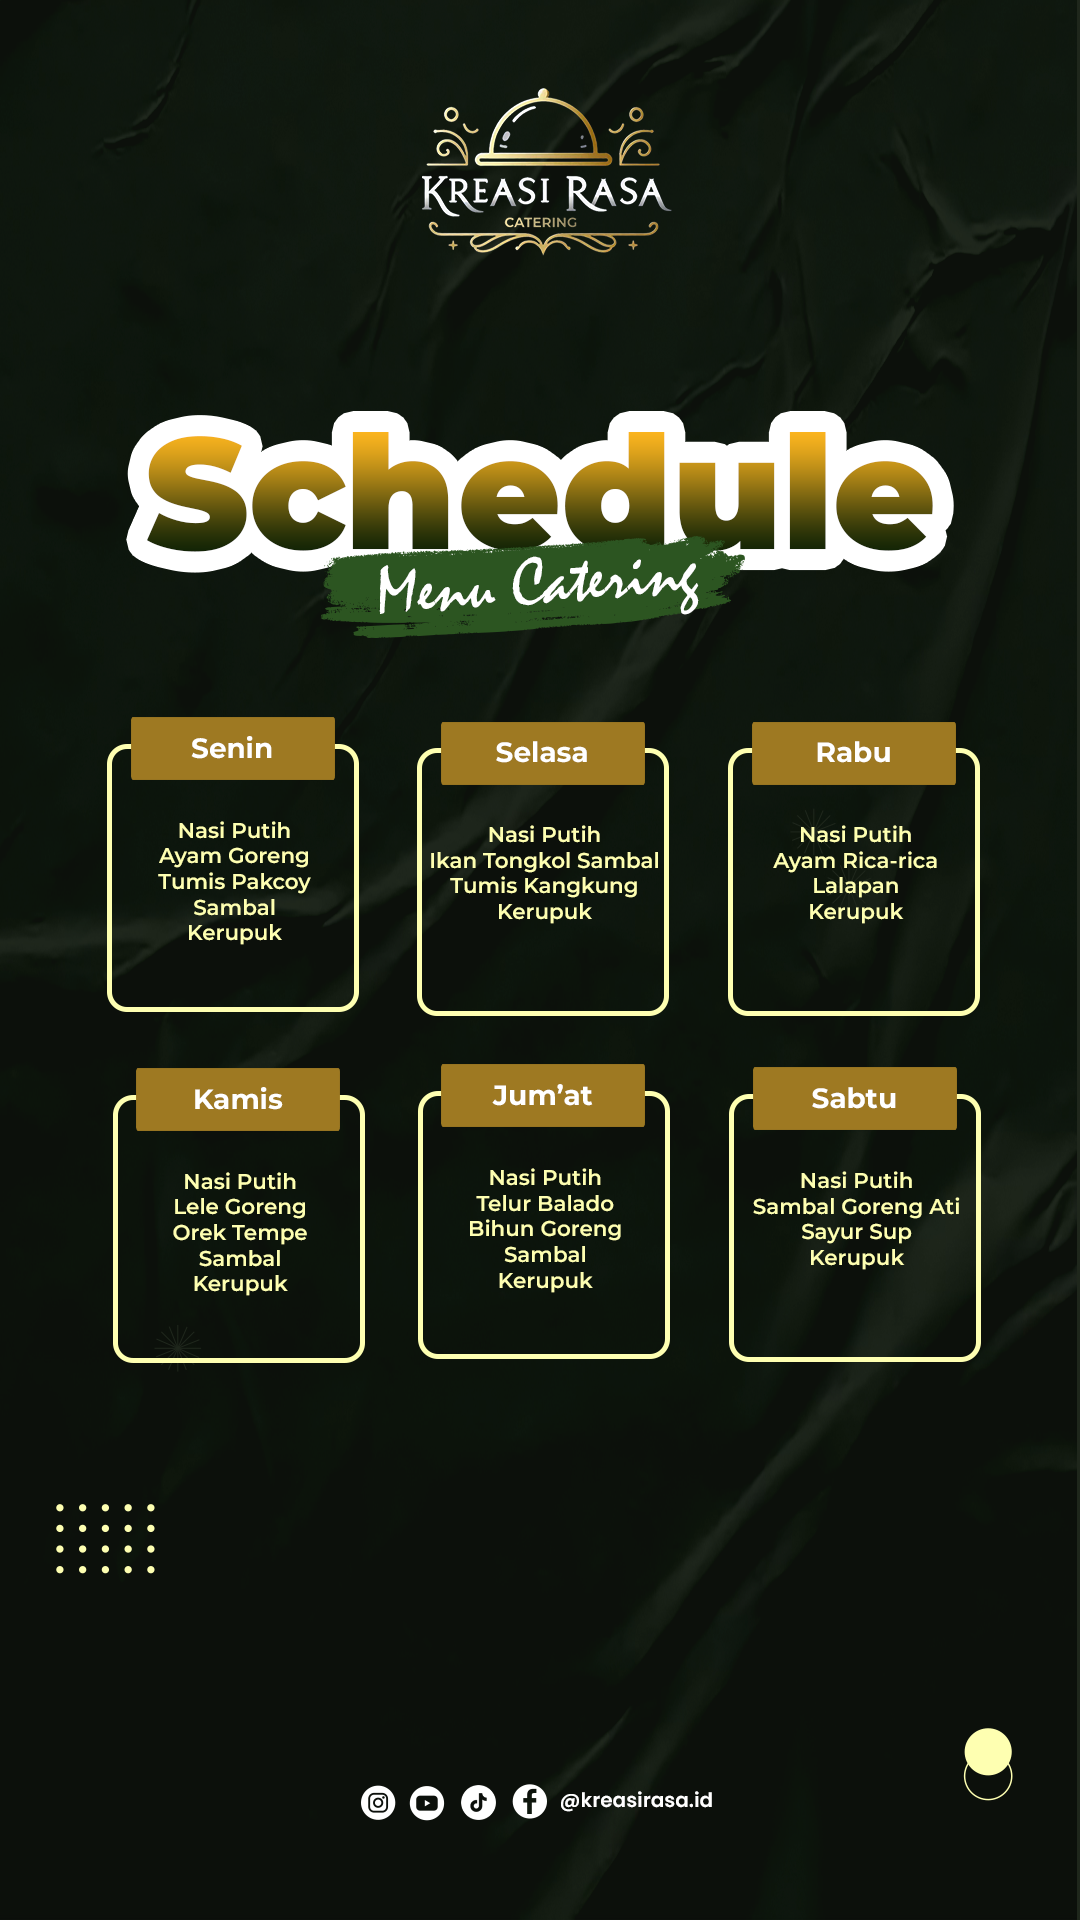 KREASI RASA
CATERING
Schedule
Menu Catering
Senin
Nasi Putih
Ayam Goreng
Tumis Pakcoy
Sambal
Kerupuk
Selasa
Nasi Putih
Ikan Tongkol Sambal
Tumis Kangkung
Kerupuk
Rabu
Nasi Putih
Ayam Rica-rica
Lalapan
Kerupuk
Kamis
Nasi Putih
Lele Goreng
Orek Tempe
Sambal
Kerupuk
Jum’at
Nasi Putih
Telur Balado
Bihun Goreng
Sambal
Kerupuk
Sabtu
Nasi Putih
Sambal Goreng Ati
Sayur Sup
Kerupuk
@kreasirasa.id